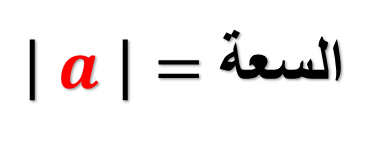 السعة = | a |